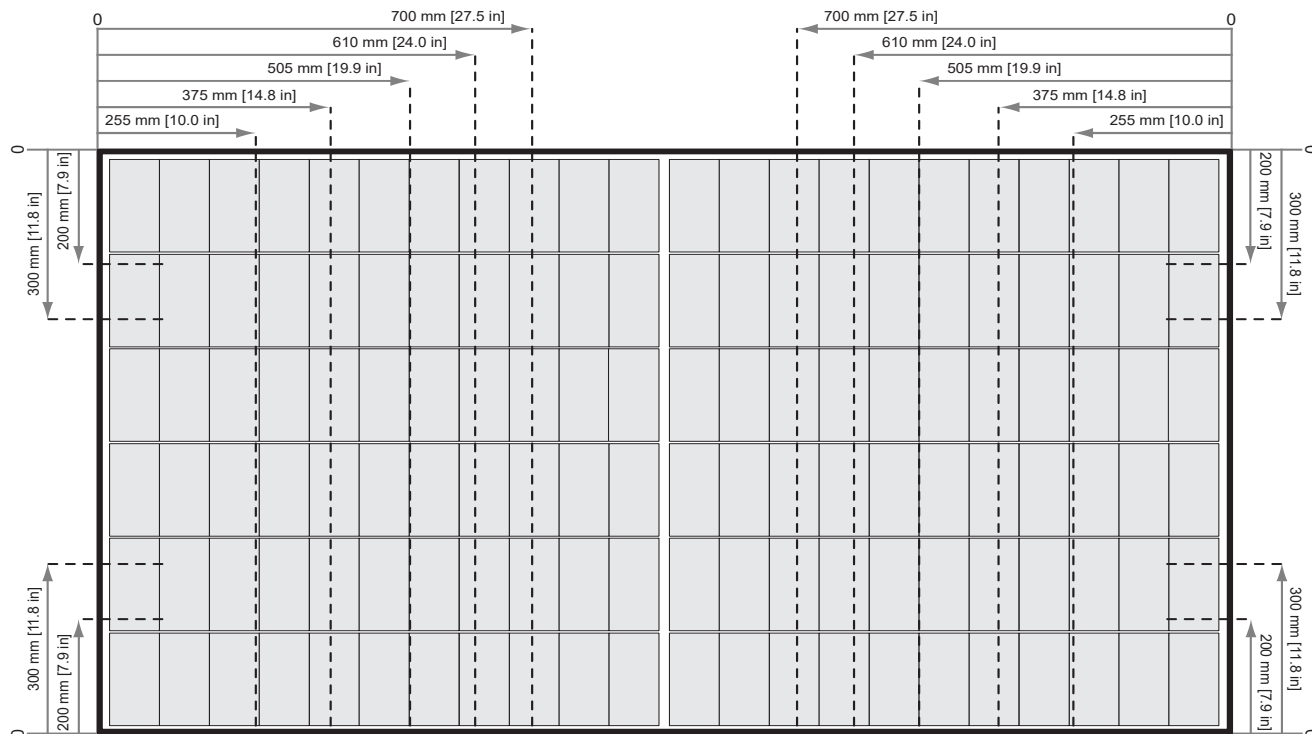 0
700 mm [27.5 in]
700 mm [27.5 in]
0
610 mm [24.0 in]
610 mm [24.0 in]
505 mm [19.9 in]
505 mm [19.9 in]
375 mm [14.8 in]
375 mm [14.8 in]
255 mm [10.0 in]
255 mm [10.0 in]
0
0
300 mm [11.8 in]
200 mm [7.9 in]
200 mm
[7.9 in]
300 mm
[11.8 in]
300 mm [11.8 in]
200 mm [7.9 in]
200 mm
[7.9 in]
300 mm
[11.8 in]
0
0